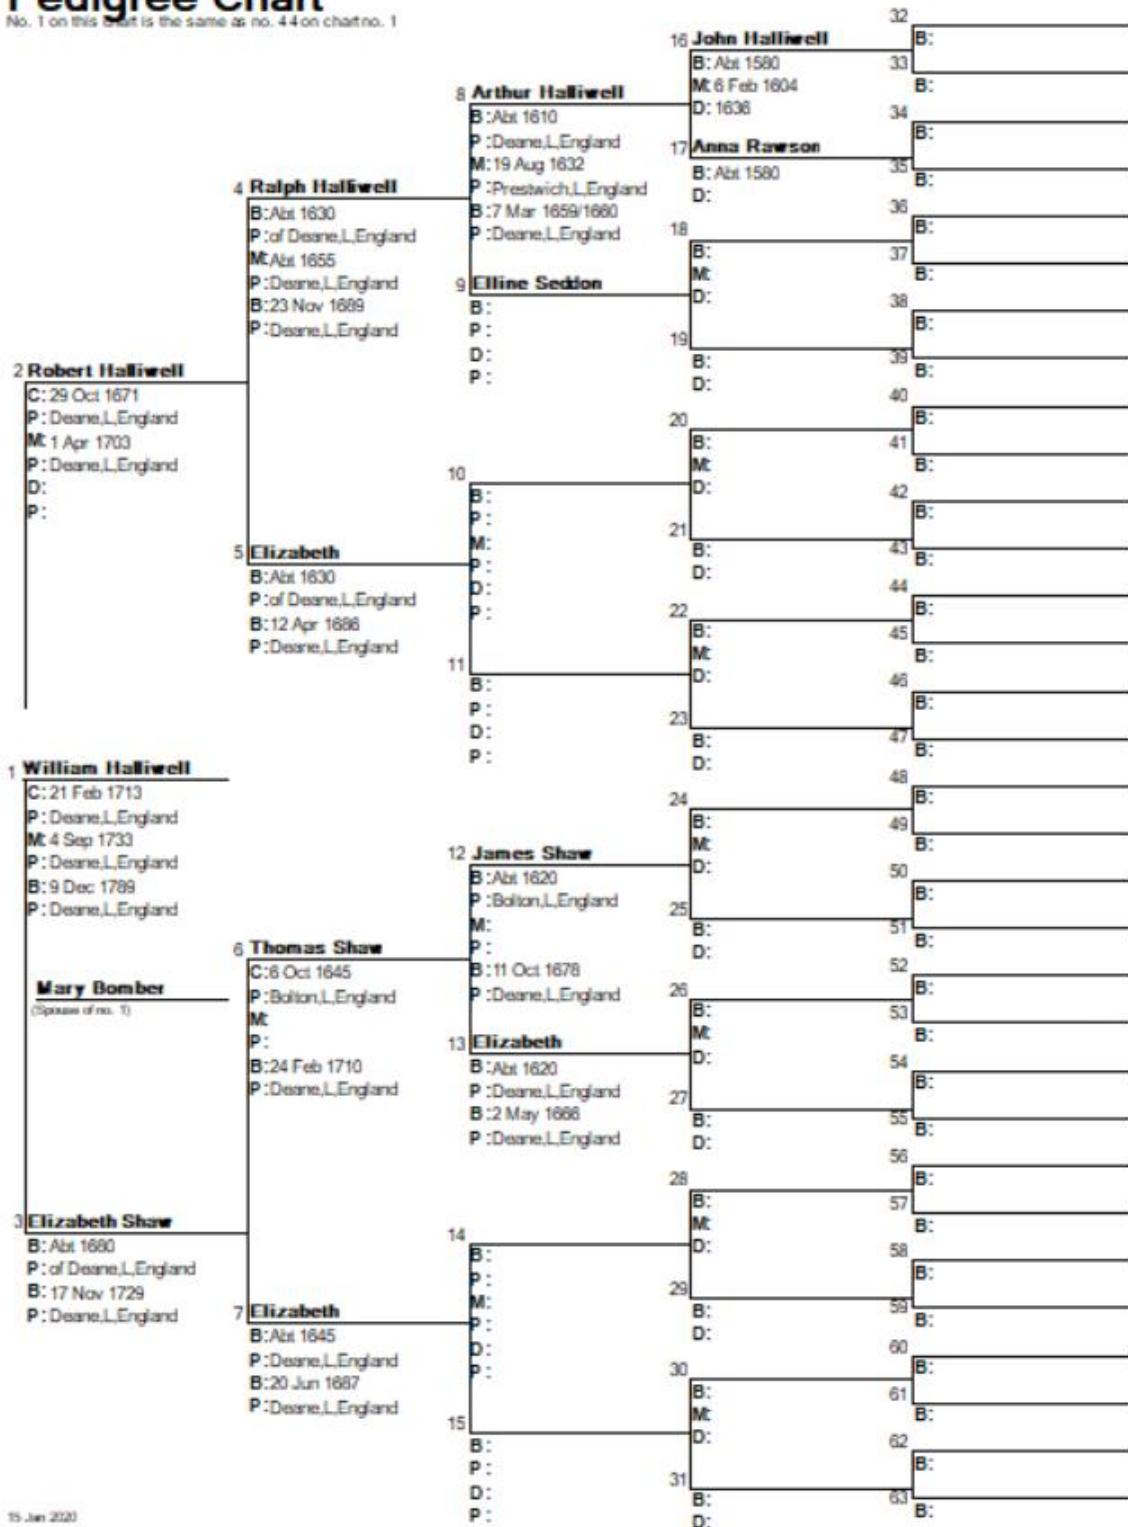 Pedigree Chart
No. 1 on this chart is the same as no. 44 on chart no. 1
2 Robert Halliwell
C: 29 Oct 1671
P: Deane,L,England
M: 1 Apr 1703
P: Deane,L,England
D:
P:
1 William Halliwell
C: 21 Feb 1713
P: Deane,L,England
M: 4 Sep 1733
P: Deane,L,England
B: 9 Dec 1789
P: Deane,L,England
Mary Bomber
(Spouse of no. 1)
3 Elizabeth Shaw
B: Abt 1680
P: of Deane,L,England
B: 17 Nov 1729
P: Deane,L,England
4 Ralph Halliwell
B: Abt 1630
P: of Deane,L,England
M: Abt 1655
P: Deane,L,England
B: 23 Nov 1689
P: Deane,L,England
5 Elizabeth
B: Abt 1630
P: of Deane,L,England
B: 12 Apr 1686
P: Deane,L,England
6 Thomas Shaw
C: 6 Oct 1645
P: Bolton,L,England
M:
P:
B: 24 Feb 1710
P: Deane,L,England
7 Elizabeth
B: Abt 1645
P: Deane,L,England
B: 20 Jun 1687
P: Deane,L,England
8 Arthur Halliwell
B: Abt 1610
P: Deane,L,England
M: 19 Aug 1632
P: Prestwich,L,England
B: 7 Mar 1659/1660
P: Deane,L,England
9 Elline Seddon
B:
P:
D:
P:
10
B:
P:
M:
P:
D:
P:
11
B:
P:
D:
P:
12 James Shaw
B: Abt 1620
P: Bolton,L,England
M:
P:
B: 11 Oct 1678
P: Deane,L,England
13 Elizabeth
B: Abt 1620
P: Deane,L,England
B: 2 May 1666
P: Deane,L,England
14
B:
P:
M:
P:
D:
P:
15
B:
P:
D:
P:
16 John Halliwell
B: Abt 1580
M: 6 Feb 1604
D: 1636
17 Anna Rawson
B: Abt 1580
D:
18
B:
M:
D:
19
B:
D:
20
B:
M:
D:
21
B:
D:
22
B:
M:
D:
23
B:
D:
24
B:
M:
D:
25
B:
D:
26
B:
M:
D:
27
B:
D:
28
B:
M:
D:
29
B:
D:
30
B:
M:
D:
31
B:
D:
32
B:
33
B:
34
B:
35
B:
36
B:
37
B:
38
B:
39
B:
40
B:
41
B:
42
B:
43
B:
44
B:
45
B:
46
B:
47
B:
48
B:
49
B:
50
B:
51
B:
52
B:
53
B:
54
B:
55
B:
56
B:
57
B:
58
B:
59
B:
60
B:
61
B:
62
B:
63
B:
15 Jan 2020